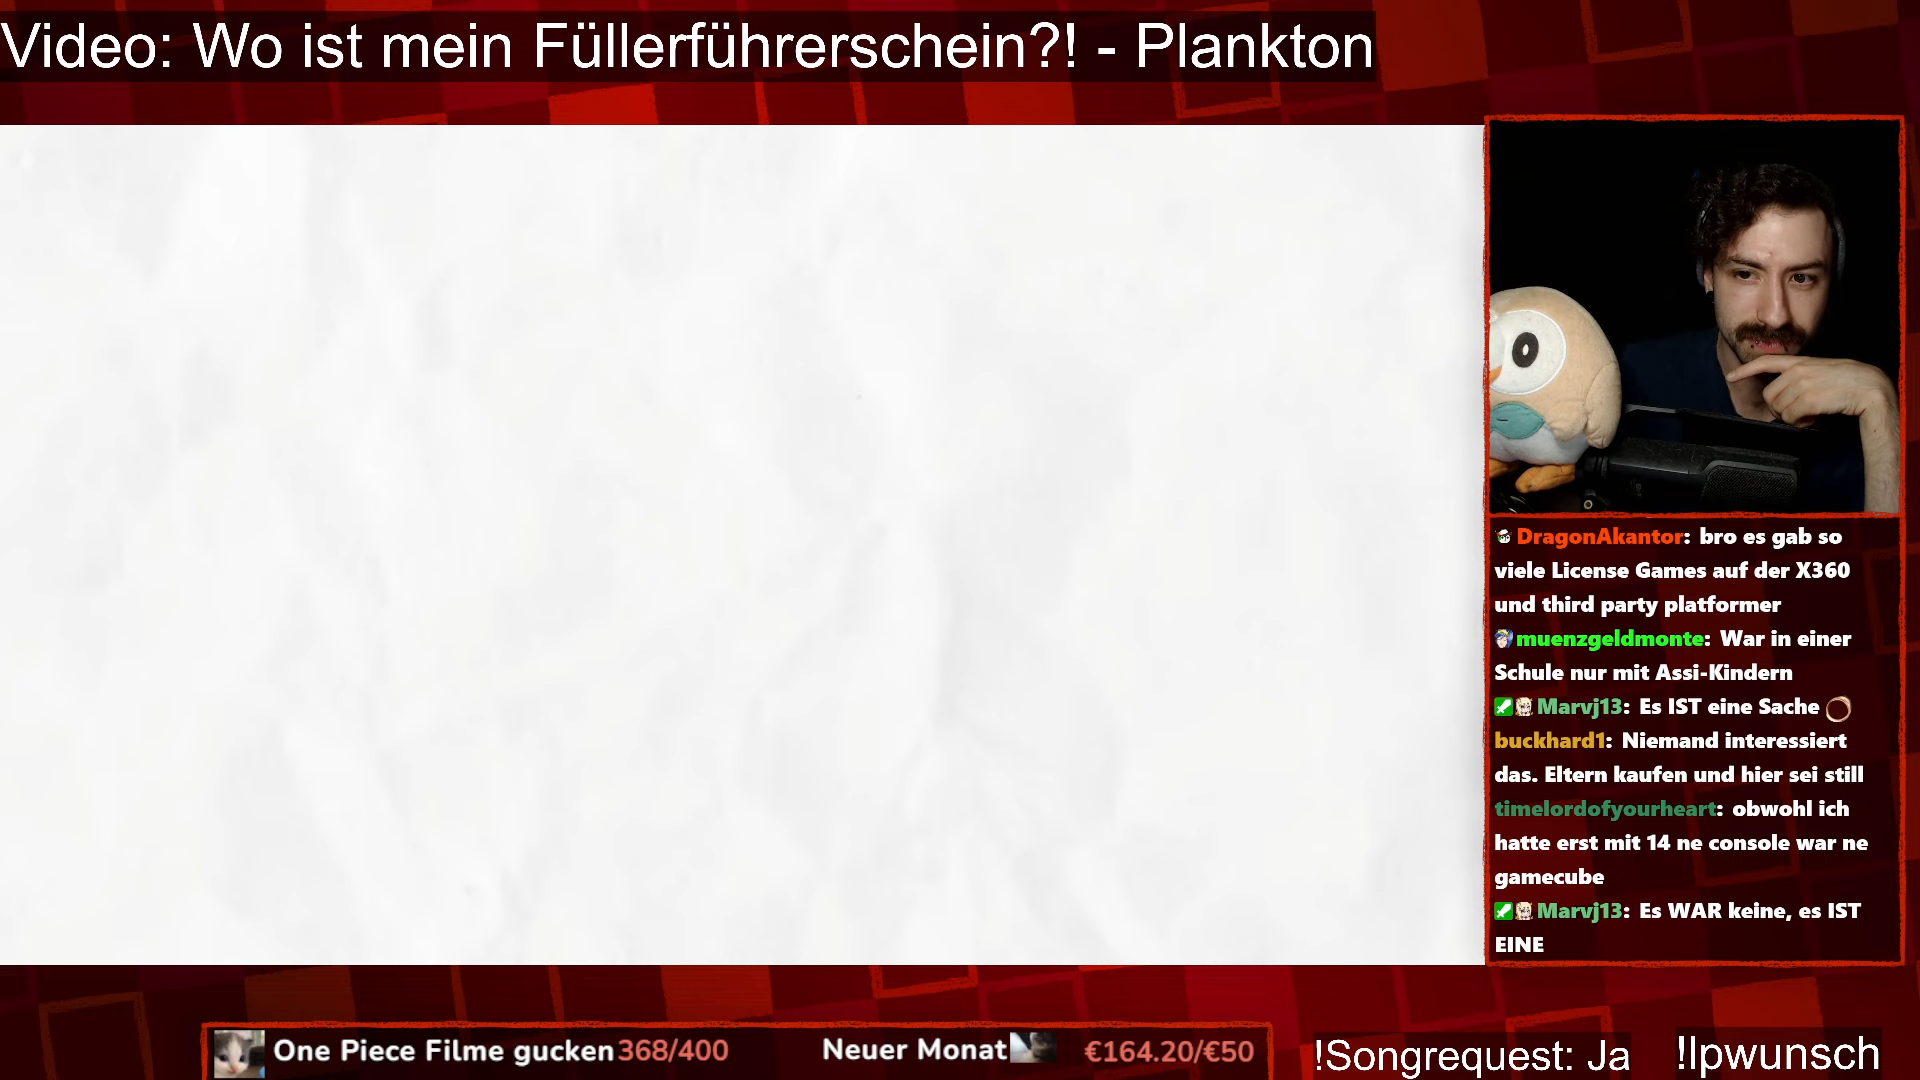 Video: Wo ist mein Füllerführerschein?! - Plankton
DragonAkantor: bro es gab so
viele License Games auf der X360
und third party platformer
muenzgeldmonte: War in einer
Schule nur mit Assi-Kindern
Marvj13: Es IST eine Sache
buckhard1: Niemand interessiert
das. Eltern kaufen und hier sei still
timelordofyourheart: obwohl ich
hatte erst mit 14 ne console war ne
gamecube
Marvj13: Es WAR keine, es IST
EINE
One Piece Filme gucken 368/400
Neuer Monat €164.20/€50
!Songrequest: Ja
!lpwunsch